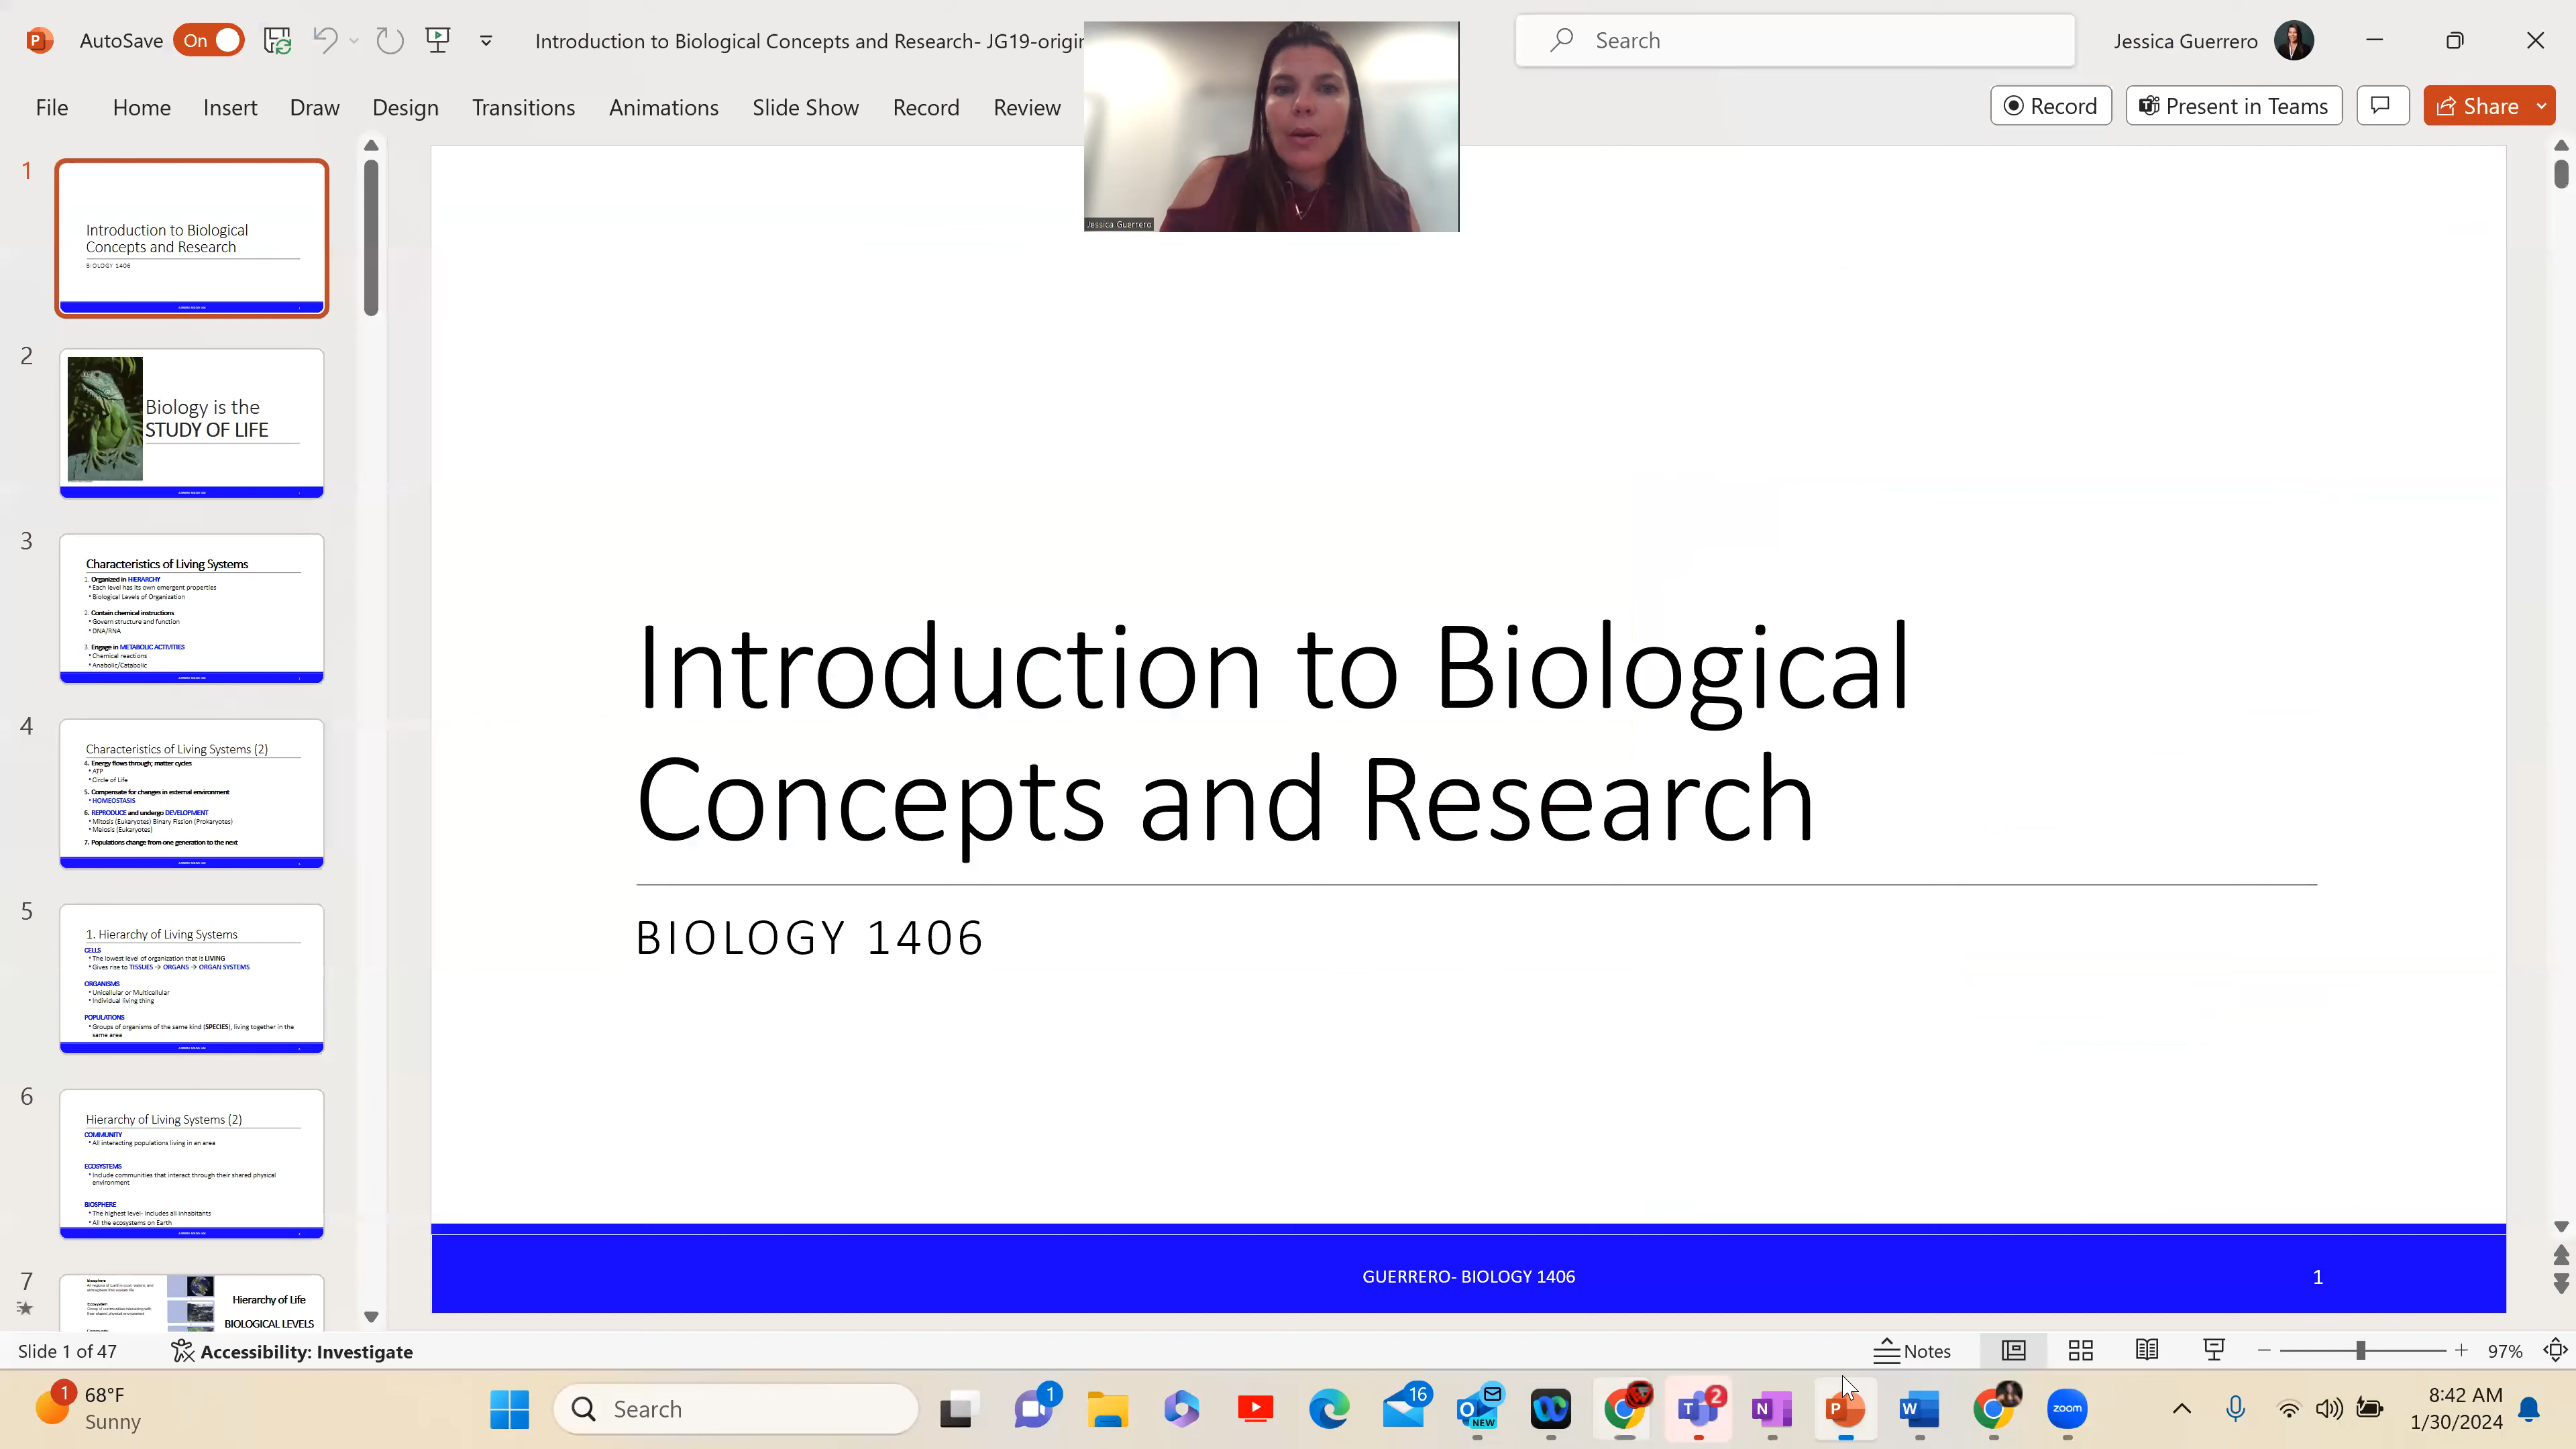 AutoSave On
Introduction to Biological Concepts and Research- JG19-origin
Search
Jessica Guerrero
File Home Insert Draw Design Transitions Animations Slide Show Record Review
Record Present in Teams Share
Jessica Guerrero
1
Introduction to Biological
Concepts and Research
BIOLOGY 1406
2
Biology is the
STUDY OF LIFE
3
Characteristics of Living Systems
1. Organized in HIERARCHY
• Each level has its own emergent properties
• Biological Levels of Organization
2. Contain chemical instructions
• Govern structure and function
• DNA/RNA
3. Engage in METABOLIC ACTIVITIES
• Chemical reactions
• Anabolic/Catabolic
4
Characteristics of Living Systems (2)
4. Energy flows through; matter cycles
• ATP
• Circle of Life
5. Compensate for changes in external environment
• HOMEOSTASIS
6. REPRODUCE and undergo DEVELOPMENT
• Mitosis (Eukaryotes) Binary Fission (Prokaryotes)
• Meiosis (Eukaryotes)
7. Populations change from one generation to the next
5
1. Hierarchy of Living Systems
CELLS
• The lowest level of organization that is LIVING
• Gives rise to TISSUES → ORGANS → ORGAN SYSTEMS
ORGANISMS
• Unicellular or Multicellular
• Individual living thing
POPULATIONS
• Groups of organisms of the same kind (SPECIES), living together in the
same area
6
Hierarchy of Living Systems (2)
COMMUNITY
• All interacting populations living in an area
ECOSYSTEMS
• Include communities that interact through their shared physical
environment
BIOSPHERE
• The highest level- includes all inhabitants
• All the ecosystems on Earth
7
Biosphere
Ecosystem
Hierarchy of Life
BIOLOGICAL LEVELS
Introduction to Biological
Concepts and Research
BIOLOGY 1406
GUERRERO- BIOLOGY 1406
1
Slide 1 of 47 Accessibility: Investigate
Notes 97%
1 68°F
Sunny
Search
1
16
NEW
2
zoom
8:42 AM
1/30/2024